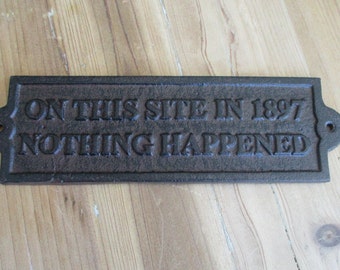 ON THIS SITE IN 1897
NOTHING HAPPENED